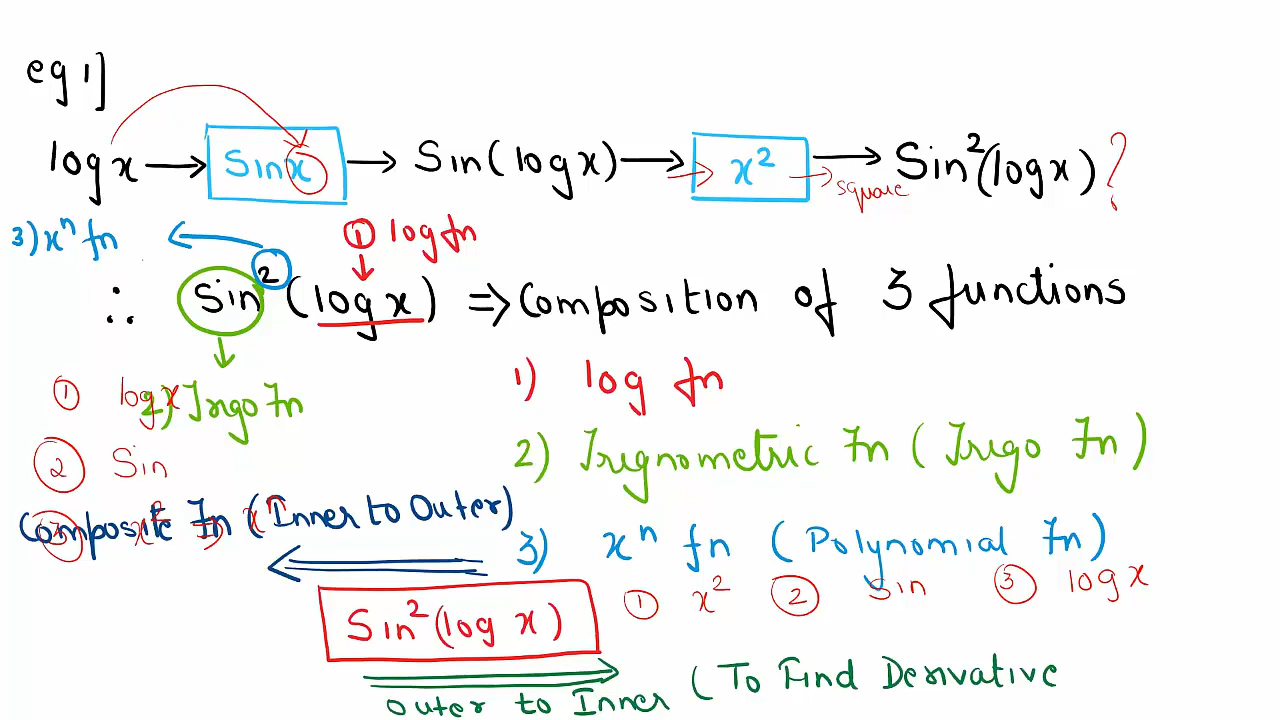 eg 1]
log x → Sin x → Sin(log x) → x² → Sin²(log x) ?
square
3) xⁿ fn
① log fn
∴ Sin²(log x) ⇒ Composition of 3 functions
① log x
2) Trigo Fn
1) log fn
② Sin
2) Trignometric Fn (Trigo Fn)
Composite Fn (Inner to Outer)
3) xⁿ fn (Polynomial Fn)
① x² ② Sin ③ log x
Sin²(log x)
Outer to Inner (To Find Derivative